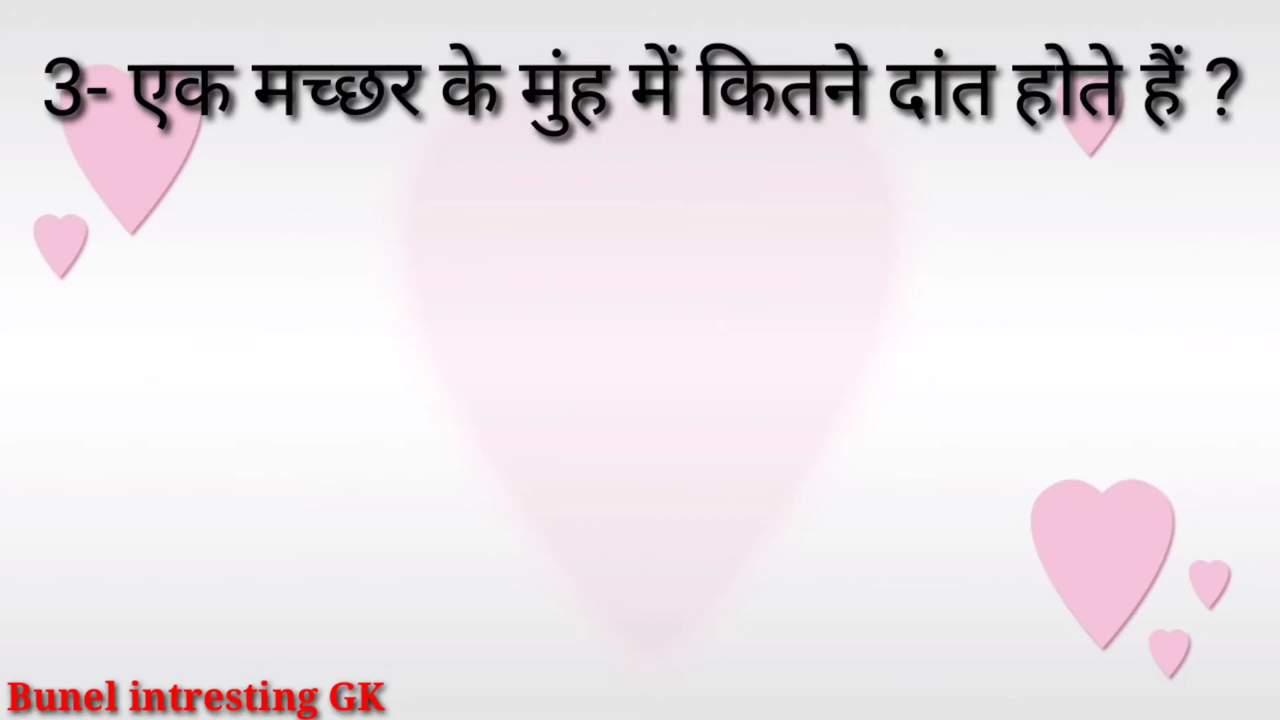 3- एक मच्छर के मुंह में कितने दांत होते हैं ?
Bunel intresting GK